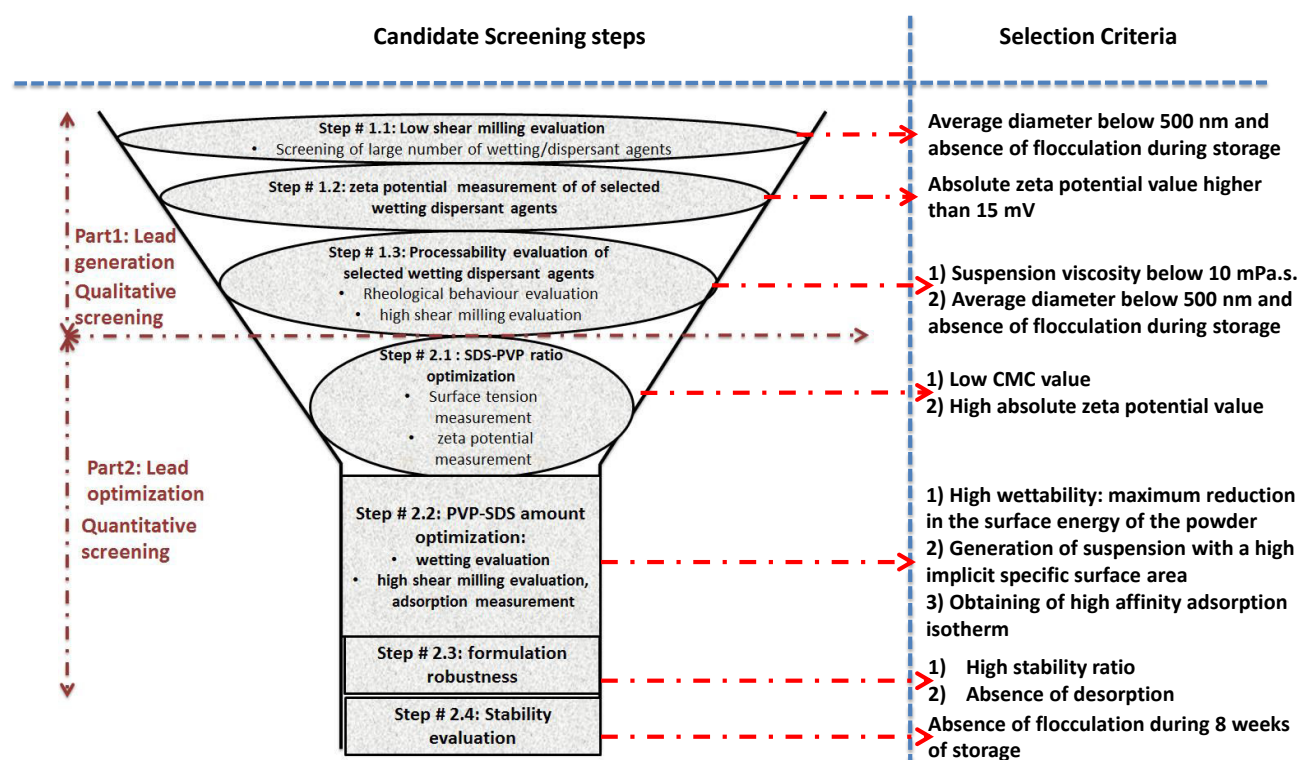 Candidate Screening steps
Selection Criteria
Step # 1.1: Low shear milling evaluation
• Screening of large number of wetting/dispersant agents
Average diameter below 500 nm and
absence of flocculation during storage
Step # 1.2: zeta potential measurement of of selected
wetting dispersant agents
Absolute zeta potential value higher
than 15 mV
Part1: Lead
generation
Qualitative
screening
Step # 1.3: Processability evaluation of
selected wetting dispersant agents
• Rheological behaviour evaluation
• high shear milling evaluation
1) Suspension viscosity below 10 mPa.s.
2) Average diameter below 500 nm and
absence of flocculation during storage
Step # 2.1 : SDS-PVP ratio
optimization
• Surface tension
measurement
• zeta potential
measurement
1) Low CMC value
2) High absolute zeta potential value
Part2: Lead
optimization
Quantitative
screening
Step # 2.2: PVP-SDS amount
optimization:
• wetting evaluation
• high shear milling evaluation,
adsorption measurement
1) High wettability: maximum reduction
in the surface energy of the powder
2) Generation of suspension with a high
implicit specific surface area
3) Obtaining of high affinity adsorption
isotherm
Step # 2.3: formulation
robustness
1) High stability ratio
2) Absence of desorption
Step # 2.4: Stability
evaluation
Absence of flocculation during 8 weeks
of storage